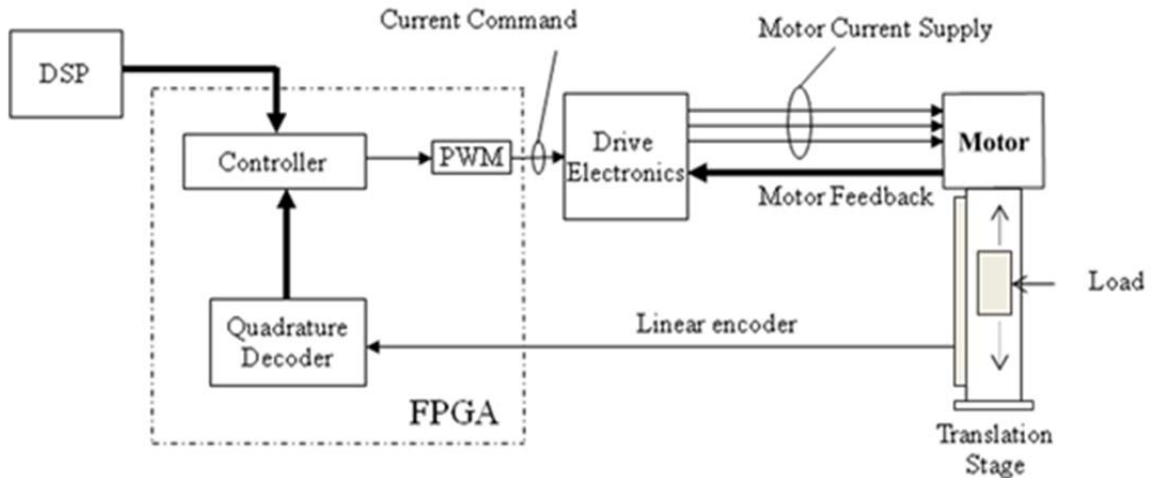 Current Command
Motor Current Supply
DSP
Controller
PWM
Drive
Electronics
Motor
Motor Feedback
Load
Quadrature
Decoder
Linear encoder
FPGA
Translation
Stage